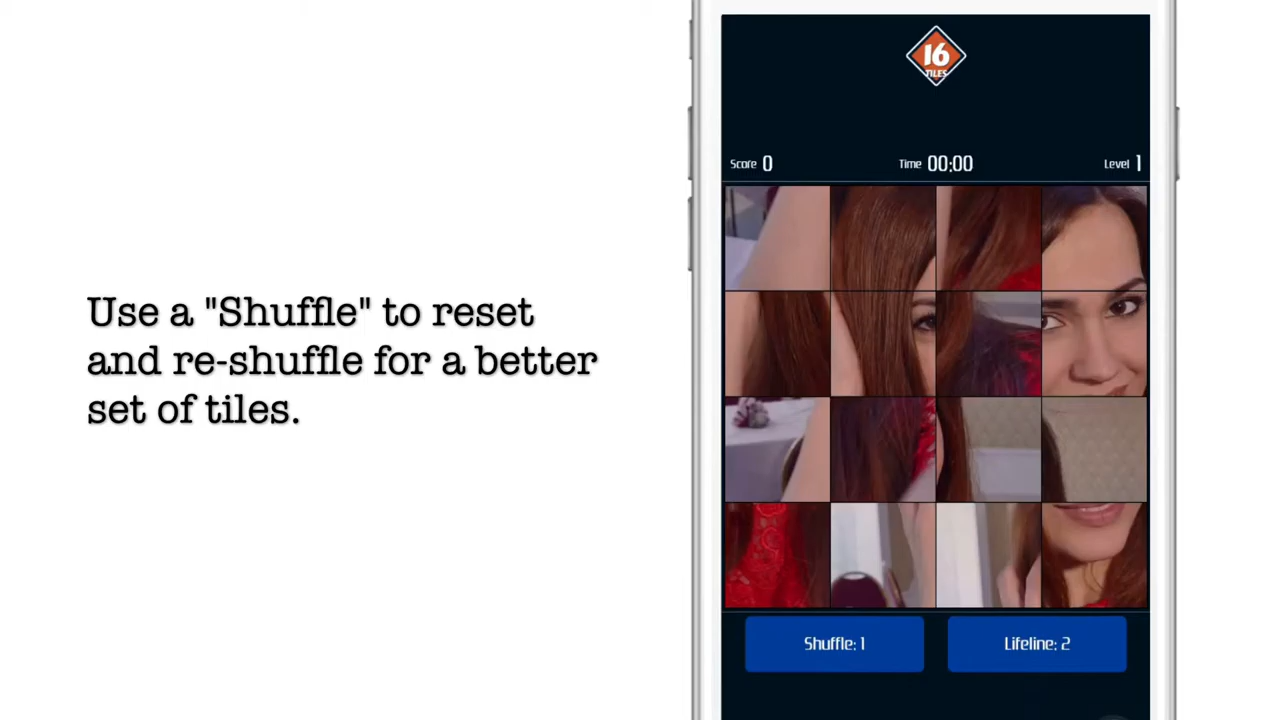 16
TILES
Score 0 Time 00:00 Level 1
Use a "Shuffle" to reset
and re-shuffle for a better
set of tiles.
Shuffle: 1 Lifeline: 2